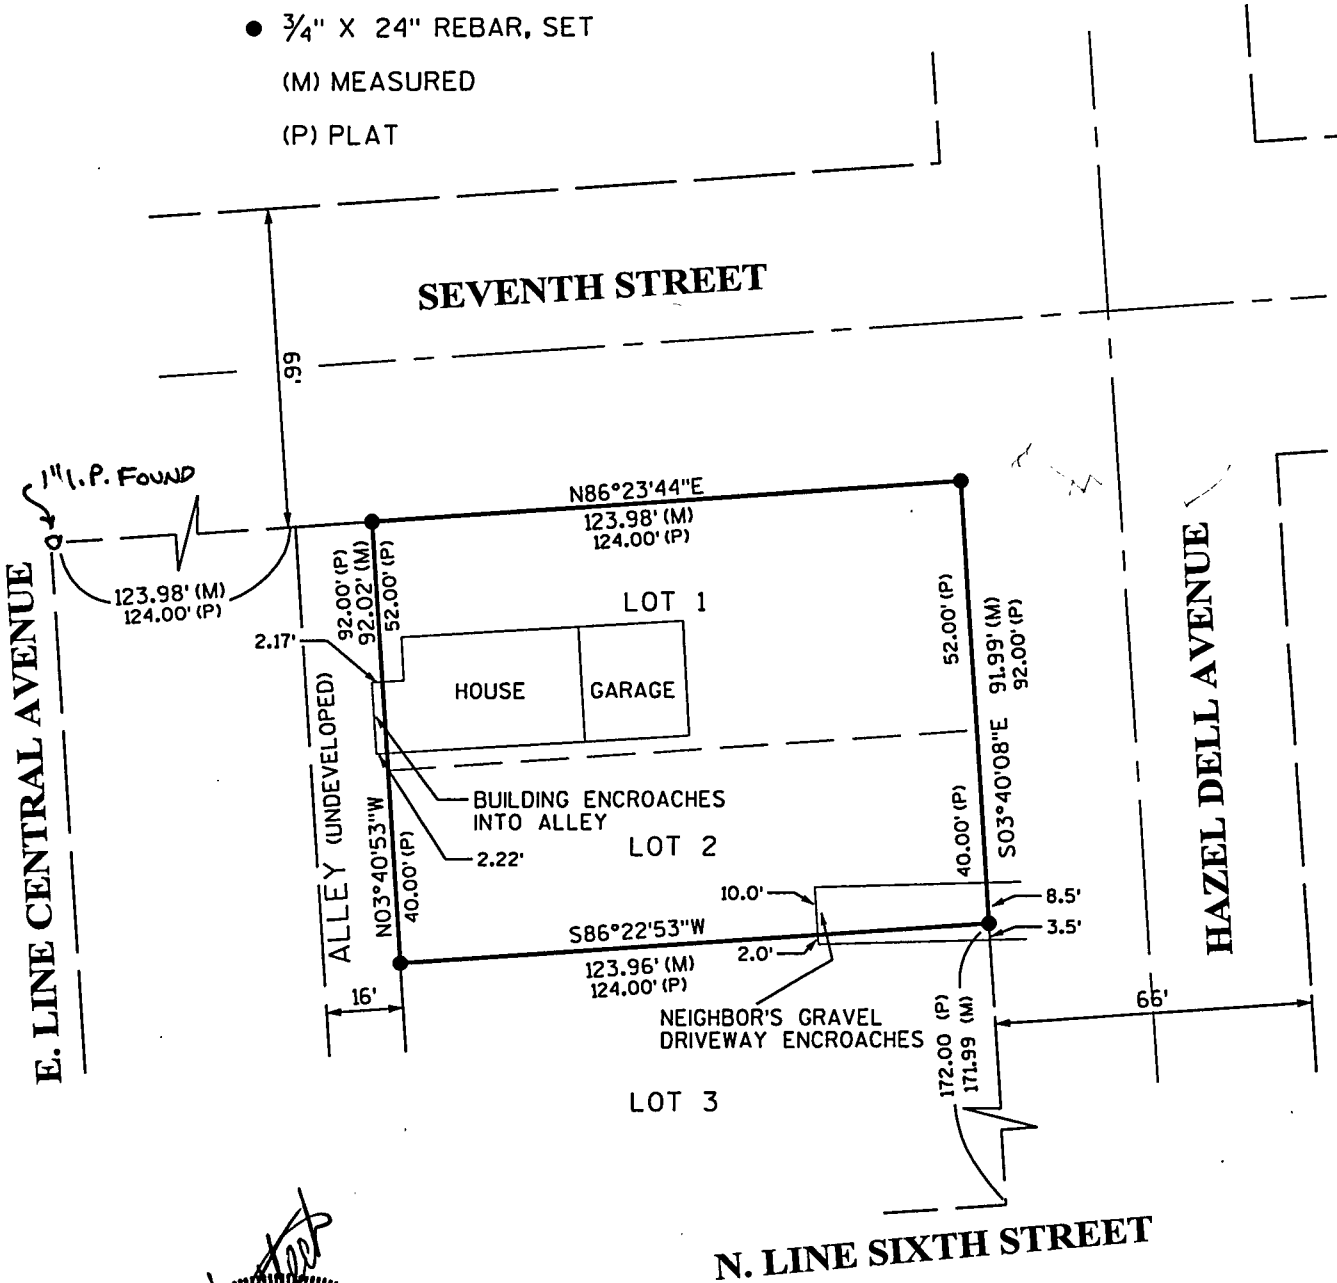 3/4" X 24" REBAR, SET
(M) MEASURED
(P) PLAT
SEVENTH STREET
66'
1" I.P. FOUND
N86°23'44"E
123.98' (M)
124.00' (P)
123.98' (M)
124.00' (P)
92.00' (P)
92.02' (M)
52.00' (P)
LOT 1
2.17'
HOUSE
GARAGE
52.00' (P)
91.99' (M)
92.00' (P)
S03°40'08"E
E. LINE CENTRAL AVENUE
ALLEY (UNDEVELOPED)
HAZEL DELL AVENUE
BUILDING ENCROACHES
INTO ALLEY
LOT 2
2.22'
N03°40'53"W
40.00' (P)
40.00' (P)
10.0'
8.5'
S86°22'53"W
3.5'
2.0'
123.96' (M)
124.00' (P)
16'
66'
NEIGHBOR'S GRAVEL
DRIVEWAY ENCROACHES
172.00 (P)
171.99 (M)
LOT 3
N. LINE SIXTH STREET